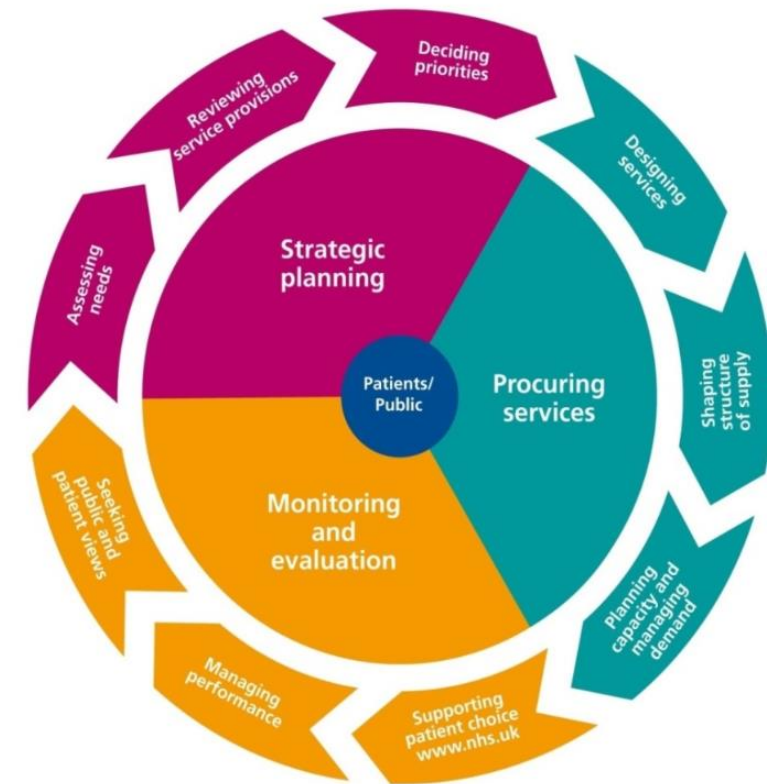 Deciding
priorities
Reviewing
service provisions
Designing
services
Assessing
needs
Strategic
planning
Shaping
structure
of supply
Patients/
Public
Procuring
services
Seeking
public and
patient views
Monitoring
and
evaluation
Planning
capacity and
managing
demand
Managing
performance
Supporting
patient choice
www.nhs.uk